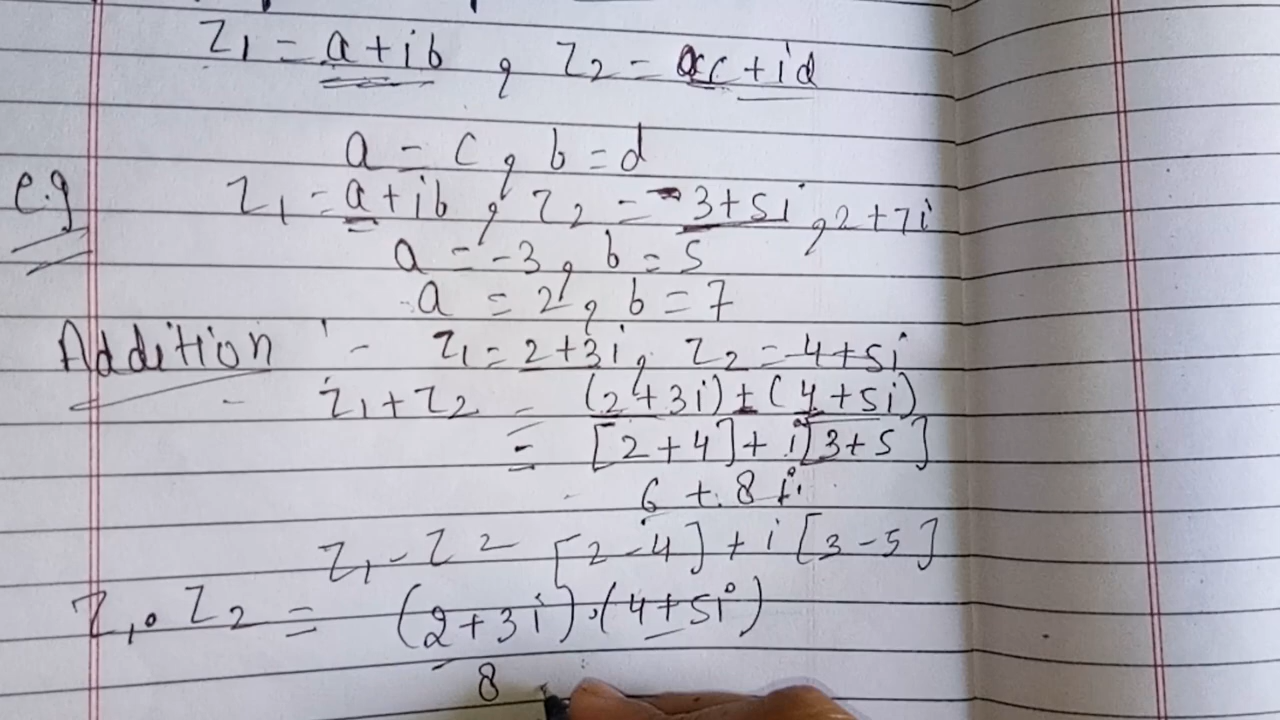 Z1 = a+ib , Z2 = c+id
a = c , b = d
e.g Z1 = a+ib , Z2 = -3+5i , 2+7i
a = -3 , b = 5
a = 2 , b = 7
Addition :- Z1 = 2+3i , Z2 = 4+5i
- Z1+Z2 = (2+3i)+(4+5i)
= [2+4]+i[3+5]
6+8i
Z1-Z2 [2-4]+i[3-5]
Z1.Z2 = (2+3i).(4+5i)
8